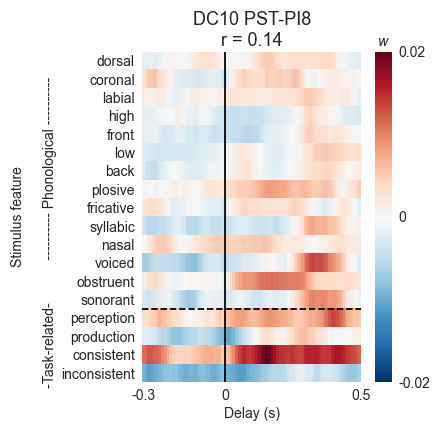 DC10 PST-PI8
r = 0.14
w
dorsal
coronal
labial
high
front
low
back
plosive
fricative
syllabic
nasal
voiced
obstruent
sonorant
perception
production
consistent
inconsistent
Stimulus feature
-Task-related- ---------- Phonological ----------
-0.3 0 0.5
Delay (s)
0.02
0
-0.02